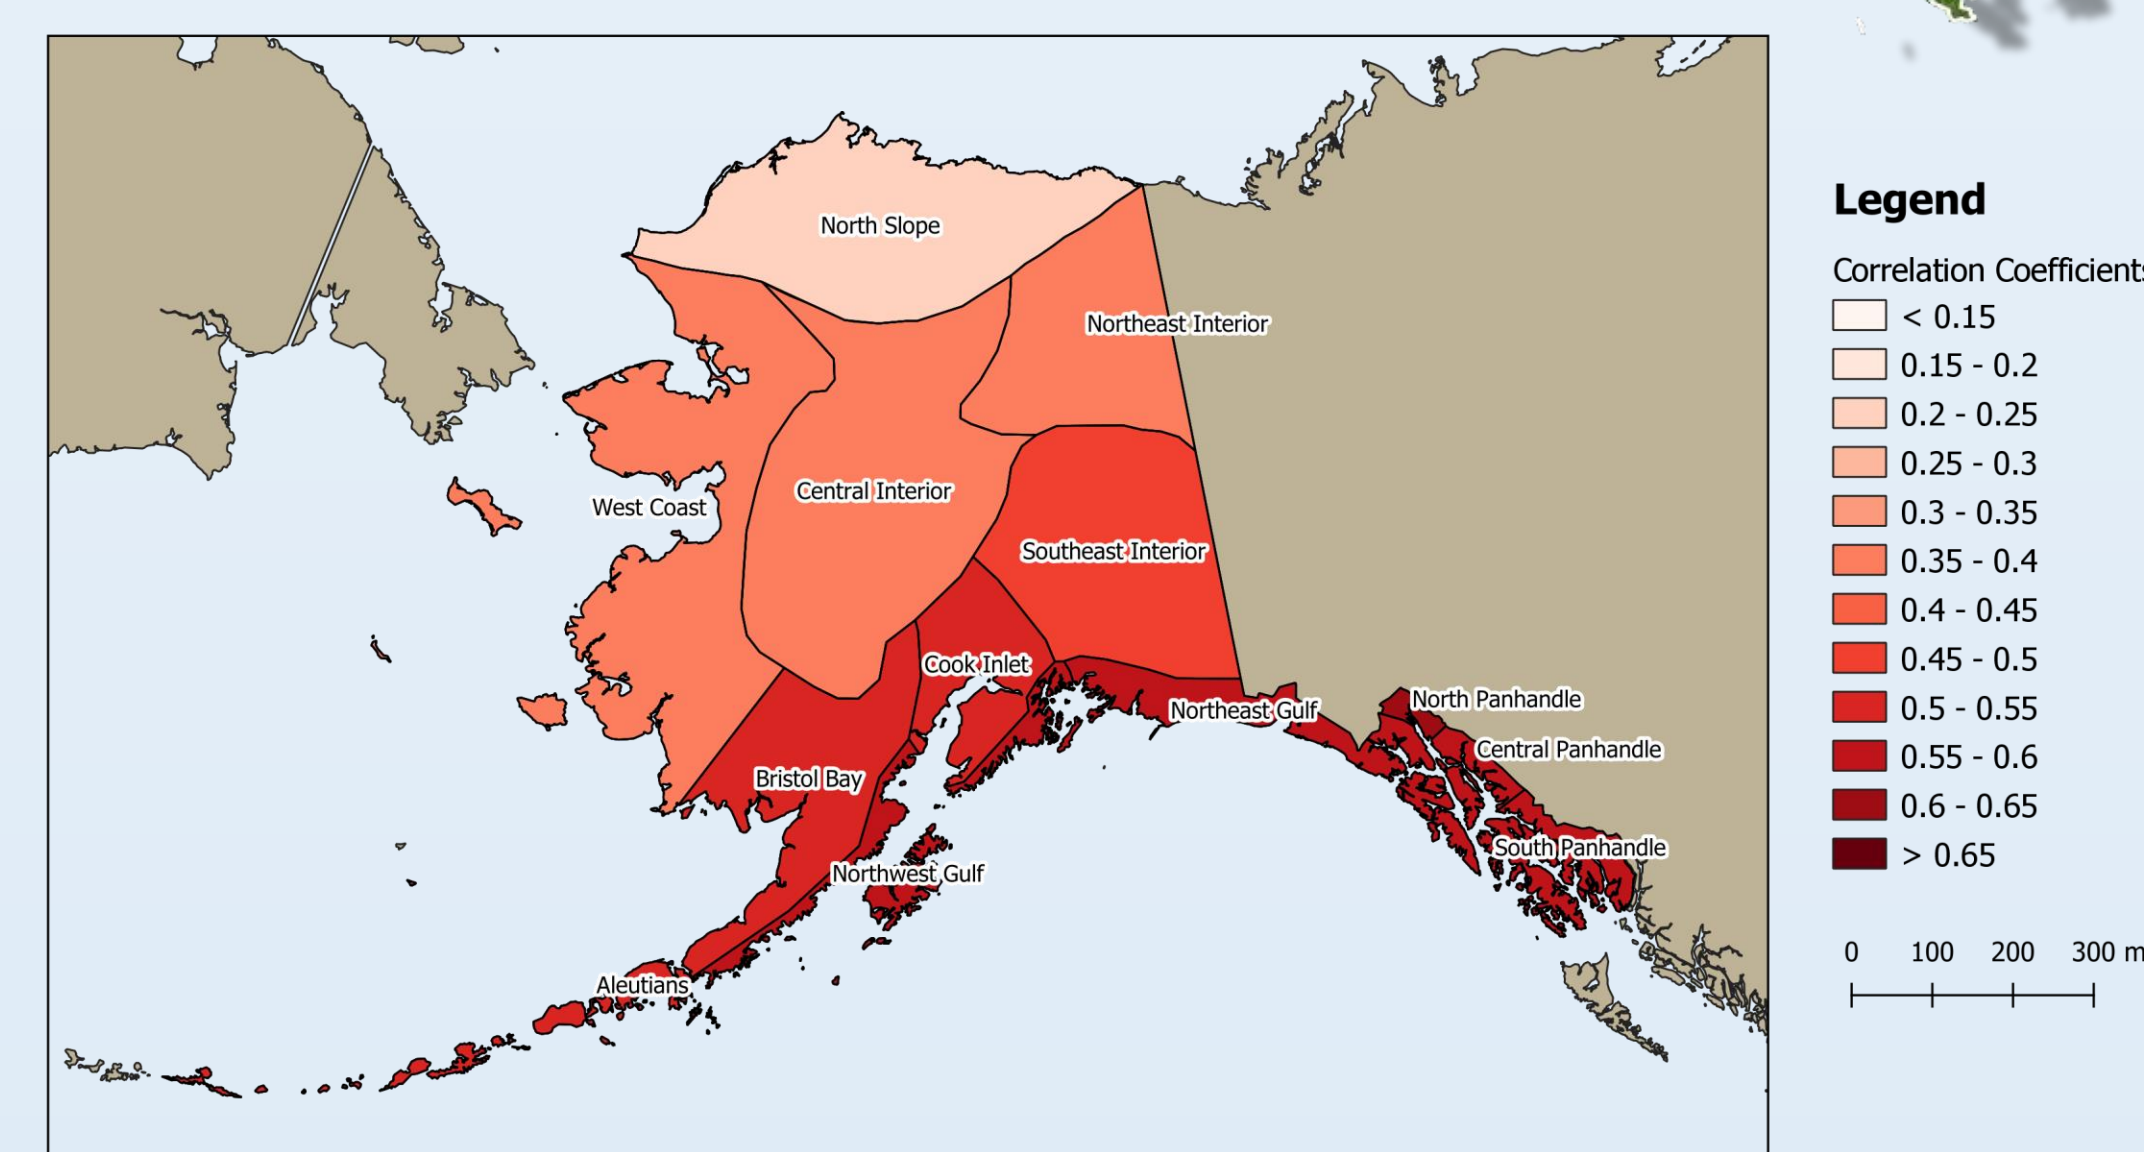 North Slope
Northeast Interior
Central Interior
West Coast
Southeast Interior
Cook Inlet
Northeast Gulf
North Panhandle
Central Panhandle
Bristol Bay
South Panhandle
Northwest Gulf
Aleutians
Legend
Correlation Coefficients
< 0.15
0.15 - 0.2
0.2 - 0.25
0.25 - 0.3
0.3 - 0.35
0.35 - 0.4
0.4 - 0.45
0.45 - 0.5
0.5 - 0.55
0.55 - 0.6
0.6 - 0.65
> 0.65
0 100 200 300 m